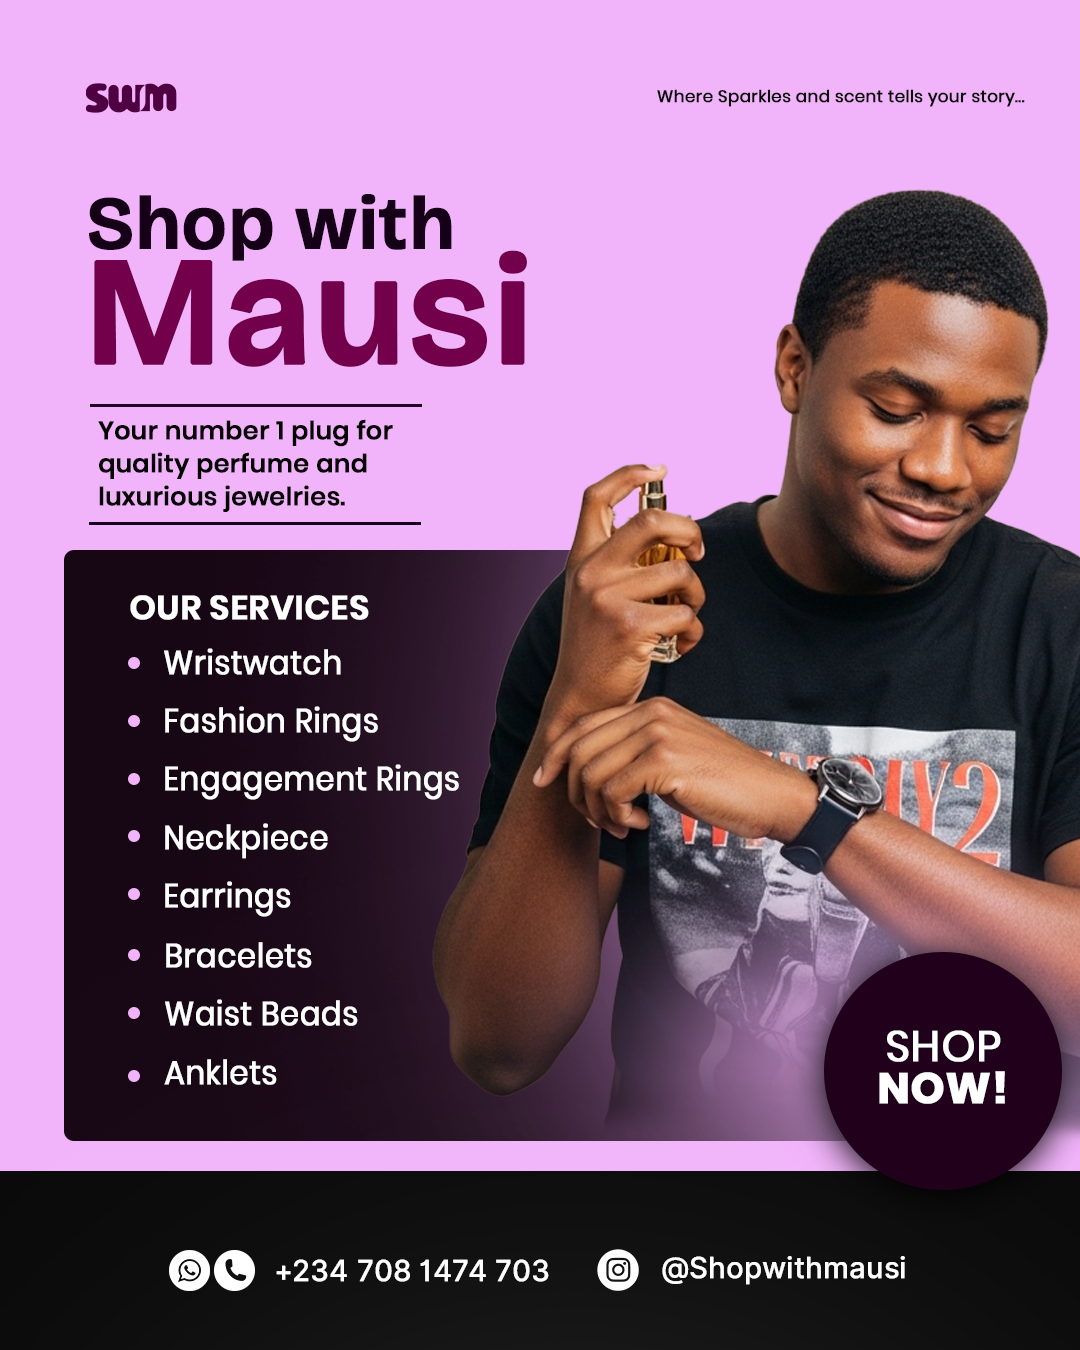 swm
Where Sparkles and scent tells your story...
Shop with
Mausi
Your number 1 plug for
quality perfume and
luxurious jewelries.
OUR SERVICES
Wristwatch
Fashion Rings
Engagement Rings
Neckpiece
Earrings
Bracelets
Waist Beads
Anklets
SHOP
NOW!
+234 708 1474 703
@Shopwithmausi